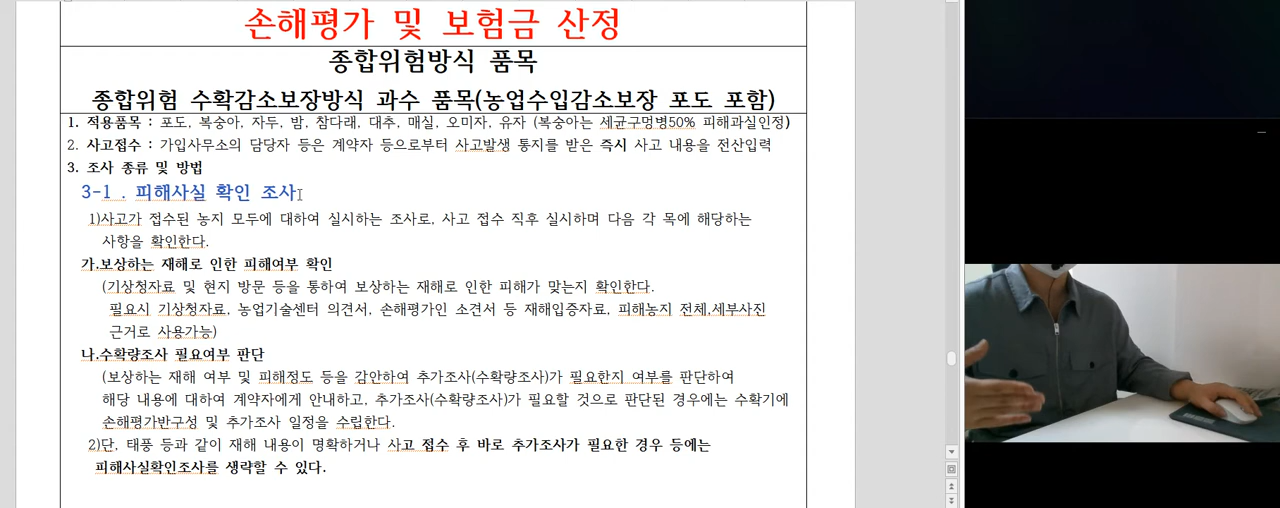 손해평가 및 보험금 산정
종합위험방식 품목
종합위험 수확감소보장방식 과수 품목(농업수입감소보장 포도 포함)
1. 적용품목 : 포도, 복숭아, 자두, 밤, 참다래, 대추, 매실, 오미자, 유자 (복숭아는 세균구멍병50% 피해과실인정)
2. 사고접수 : 가입사무소의 담당자 등은 계약자 등으로부터 사고발생 통지를 받은 즉시 사고 내용을 전산입력
3. 조사 종류 및 방법
3-1 . 피해사실 확인 조사
1)사고가 접수된 농지 모두에 대하여 실시하는 조사로, 사고 접수 직후 실시하며 다음 각 목에 해당하는
사항을 확인한다.
가.보상하는 재해로 인한 피해여부 확인
(기상청자료 및 현지 방문 등을 통하여 보상하는 재해로 인한 피해가 맞는지 확인한다.
필요시 기상청자료, 농업기술센터 의견서, 손해평가인 소견서 등 재해입증자료, 피해농지 전체,세부사진
근거로 사용가능)
나.수확량조사 필요여부 판단
(보상하는 재해 여부 및 피해정도 등을 감안하여 추가조사(수확량조사)가 필요한지 여부를 판단하여
해당 내용에 대하여 계약자에게 안내하고, 추가조사(수확량조사)가 필요할 것으로 판단된 경우에는 수확기에
손해평가반구성 및 추가조사 일정을 수립한다.
2)단, 태풍 등과 같이 재해 내용이 명확하거나 사고 접수 후 바로 추가조사가 필요한 경우 등에는
피해사실확인조사를 생략할 수 있다.